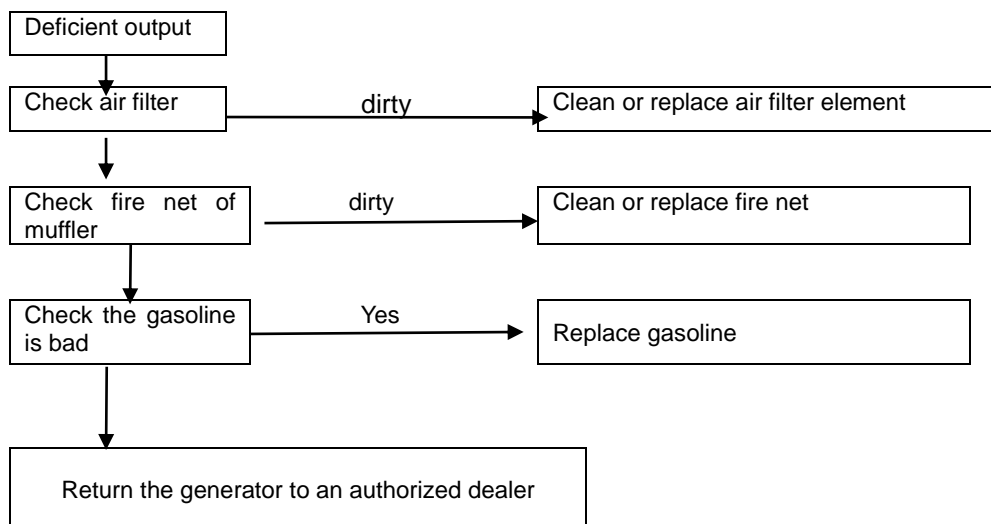 Deficient output
Check air filter
dirty
Clean or replace air filter element
Check fire net of
muffler
dirty
Clean or replace fire net
Check the gasoline
is bad
Yes
Replace gasoline
Return the generator to an authorized dealer